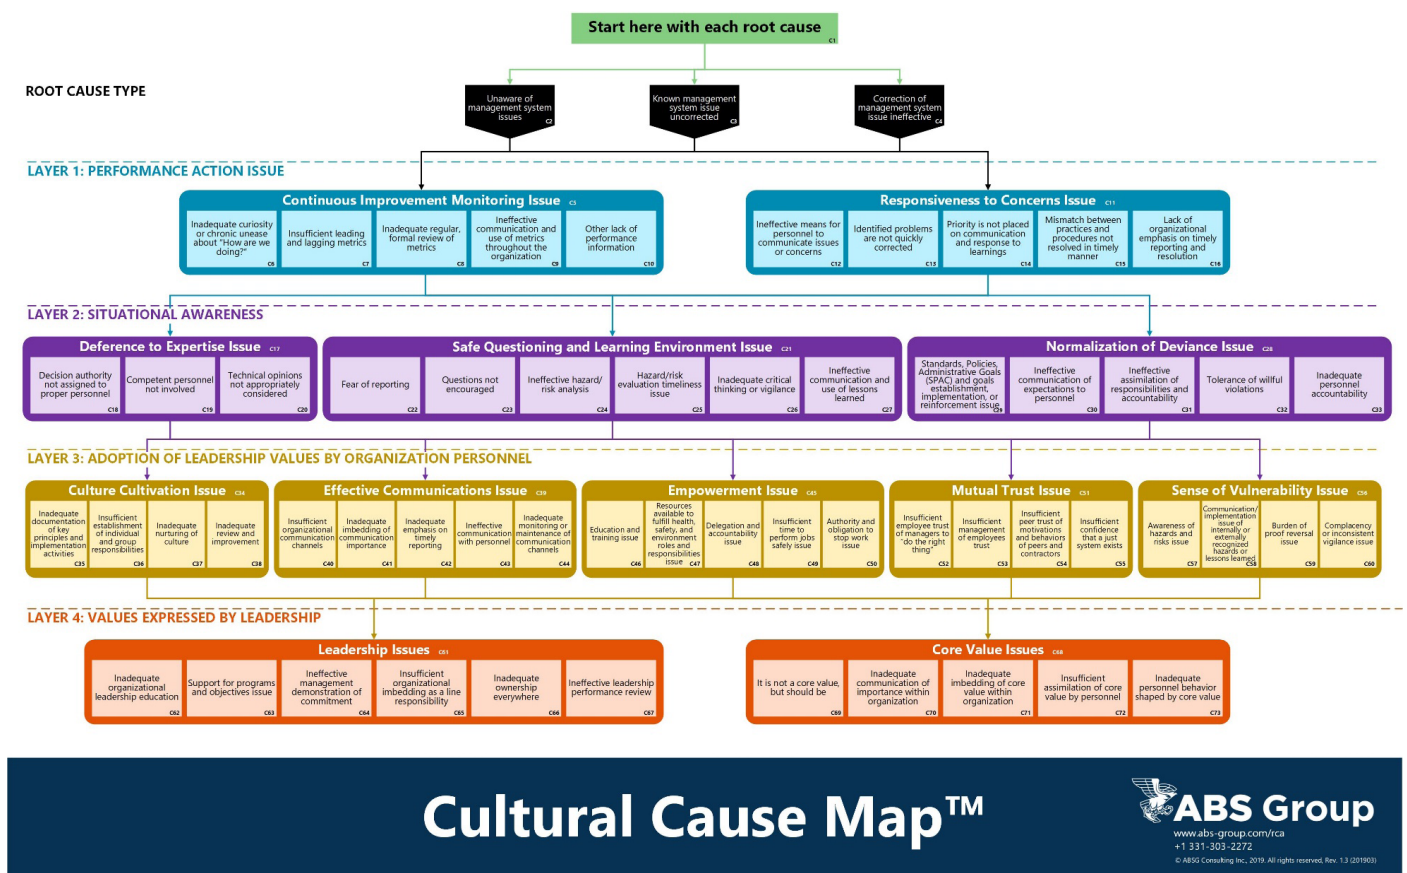 Start here with each root cause
C1
ROOT CAUSE TYPE
Unaware of
management system
issues
C2
Known management
system issue
uncorrected
C3
Correction of
management system
issue ineffective
C4
LAYER 1: PERFORMANCE ACTION ISSUE
Continuous Improvement Monitoring Issue C5
Inadequate curiosity
or chronic unease
about "How are we
doing?"
C6
Insufficient leading
and lagging metrics
C7
Inadequate regular,
formal review of
metrics
C8
Ineffective
communication and
use of metrics
throughout the
organization
C9
Other lack of
performance
information
C10
Responsiveness to Concerns Issue C11
Ineffective means for
personnel to
communicate issues
or concerns
C12
Identified problems
are not quickly
corrected
C13
Priority is not placed
on communication
and response to
learnings
C14
Mismatch between
practices and
procedures not
resolved in timely
manner
C15
Lack of
organizational
emphasis on timely
reporting and
resolution
C16
LAYER 2: SITUATIONAL AWARENESS
Deference to Expertise Issue C17
Decision authority
not assigned to
proper personnel
C18
Competent personnel
not involved
C19
Technical opinions
not appropriately
considered
C20
Safe Questioning and Learning Environment Issue C21
Fear of reporting
C22
Questions not
encouraged
C23
Ineffective hazard/
risk analysis
C24
Hazard/risk
evaluation timeliness
issue
C25
Inadequate critical
thinking or vigilance
C26
Ineffective
communication and
use of lessons
learned
C27
Normalization of Deviance Issue C28
Standards, Policies,
Administrative Goals
(SPAC) and goals
establishment,
implementation, or
reinforcement issue
C29
Ineffective
communication of
expectations to
personnel
C30
Ineffective
assimilation of
responsibilities and
accountability
C31
Tolerance of willful
violations
C32
Inadequate
personnel
accountability
C33
LAYER 3: ADOPTION OF LEADERSHIP VALUES BY ORGANIZATION PERSONNEL
Culture Cultivation Issue C34
Inadequate
documentation
of key
principles and
implementation
activities
C35
Insufficient
establishment
of individual
and group
responsibilities
C36
Inadequate
nurturing of
culture
C37
Inadequate
review and
improvement
C38
Effective Communications Issue C39
Insufficient
organizational
communication
channels
C40
Inadequate
imbedding of
communication
importance
C41
Inadequate
emphasis on
timely
reporting
C42
Ineffective
communication
with personnel
C43
Inadequate
monitoring or
maintenance of
communication
channels
C44
Empowerment Issue C45
Education and
training issue
C46
Resources
available to
fulfill health,
safety, and
environment
roles and
responsibilities
issue
C47
Delegation and
accountability
issue
C48
Insufficient
time to
perform jobs
safely issue
C49
Authority and
obligation to
stop work
issue
C50
Mutual Trust Issue C51
Insufficient
employee trust
of managers to
"do the right
thing"
C52
Insufficient
management
of employees
trust
C53
Insufficient
peer trust of
motivations
and behaviors
of peers and
contractors
C54
Insufficient
confidence
that a just
system exists
C55
Sense of Vulnerability Issue C56
Awareness of
hazards and
risks issue
C57
Communication/
implementation
issue of
internally or
externally
recognized
hazards or
lessons learned
C58
Burden of
proof reversal
issue
C59
Complacency
or inconsistent
vigilance issue
C60
LAYER 4: VALUES EXPRESSED BY LEADERSHIP
Leadership Issues C61
Inadequate
organizational
leadership education
C62
Support for programs
and objectives issue
C63
Ineffective
management
demonstration of
commitment
C64
Insufficient
organizational
imbedding as a line
responsibility
C65
Inadequate
ownership
everywhere
C66
Ineffective leadership
performance review
C67
Core Value Issues C68
It is not a core value,
but should be
C69
Inadequate
communication of
importance within
organization
C70
Inadequate
imbedding of core
value within
organization
C71
Insufficient
assimilation of core
value by personnel
C72
Inadequate
personnel behavior
shaped by core value
C73
Cultural Cause Map™
ABS Group
www.abs-group.com/rca
+1 331-303-2272
© ABSG Consulting Inc., 2019. All rights reserved, Rev. 1.3 (201903)